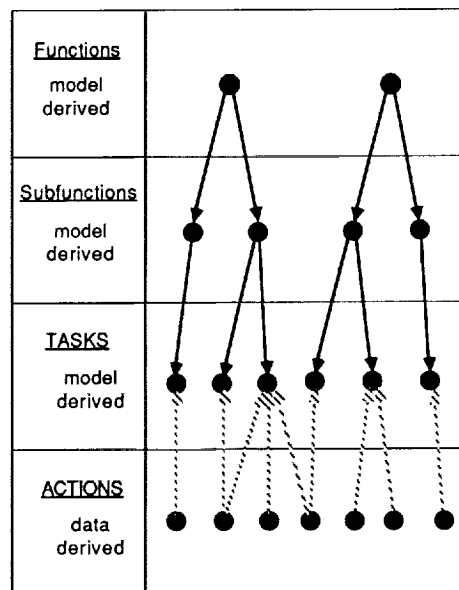 Functions
model
derived
Subfunctions
model
derived
TASKS
model
derived
ACTIONS
data
derived